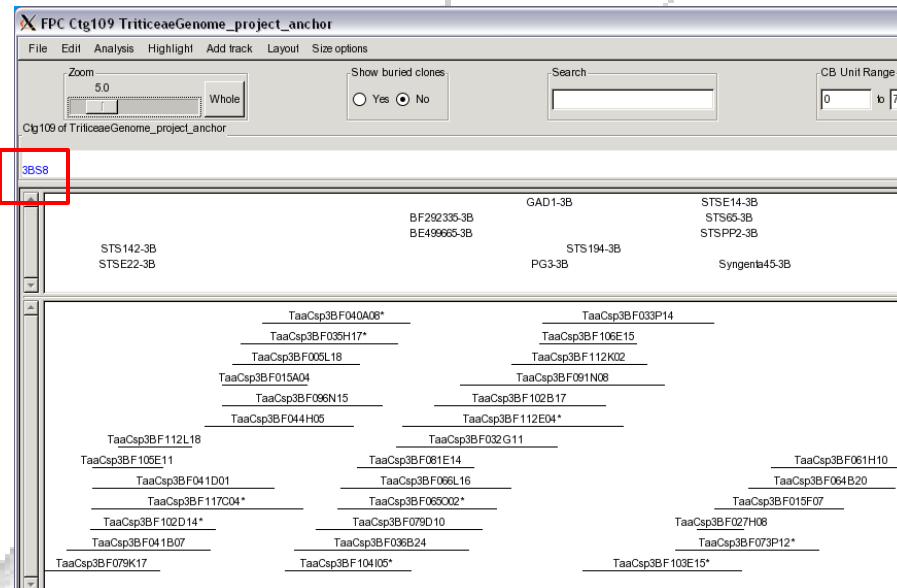 FPC Ctg109 TriticeaeGenome_project_anchor
File Edit Analysis Highlight Add track Layout Size options
Zoom Show buried clones Search CB Unit Range
5.0
Whole Yes No 0 to 7
Ctg109 of TriticeaeGenome_project_anchor
3BS8
GAD1-3B STSE14-3B
BF292335-3B STS65-3B
BE499665-3B STSPP2-3B
STS142-3B STS194-3B
STSE22-3B PG3-3B Syngenta45-3B
TaaCsp3BF040A08* TaaCsp3BF033P14
TaaCsp3BF035H17* TaaCsp3BF106E15
TaaCsp3BF005L18 TaaCsp3BF112K02
TaaCsp3BF015A04 TaaCsp3BF091N08
TaaCsp3BF096N15 TaaCsp3BF102B17
TaaCsp3BF044H05 TaaCsp3BF112E04*
TaaCsp3BF112L18 TaaCsp3BF032G11
TaaCsp3BF105E11 TaaCsp3BF081E14 TaaCsp3BF061H10
TaaCsp3BF041D01 TaaCsp3BF066L16 TaaCsp3BF064B20
TaaCsp3BF117C04* TaaCsp3BF065O02* TaaCsp3BF015F07
TaaCsp3BF102D14* TaaCsp3BF079D10 TaaCsp3BF027H08
TaaCsp3BF041B07 TaaCsp3BF036B24 TaaCsp3BF073P12*
TaaCsp3BF079K17 TaaCsp3BF104I05* TaaCsp3BF103E15*